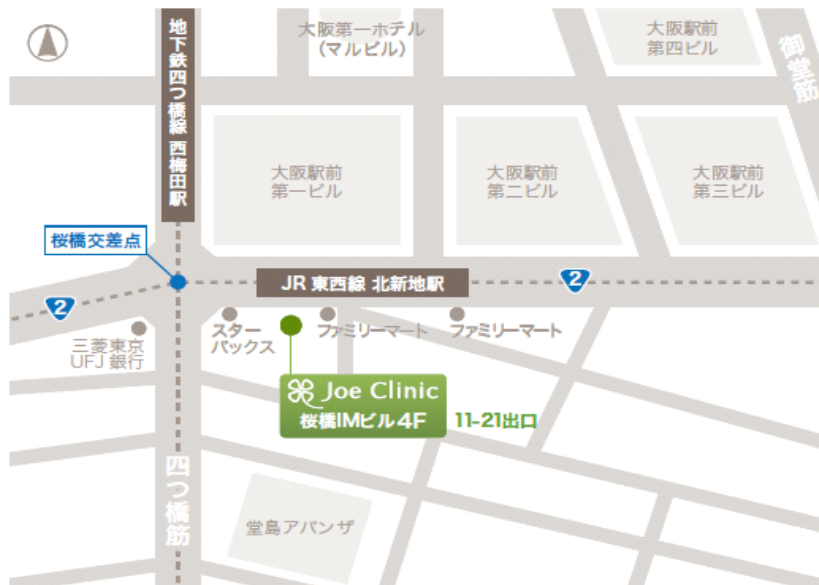 地下鉄四つ橋線 西梅田駅
大阪第一ホテル
(マルビル)
大阪駅前
第四ビル
御堂筋
大阪駅前
第一ビル
大阪駅前
第二ビル
大阪駅前
第三ビル
桜橋交差点
JR 東西線 北新地駅
2
2
スター
バックス
ファミリーマート
ファミリーマート
三菱東京
UFJ 銀行
Joe Clinic
桜橋IMビル4F
11-21出口
四つ橋筋
堂島アバンザ